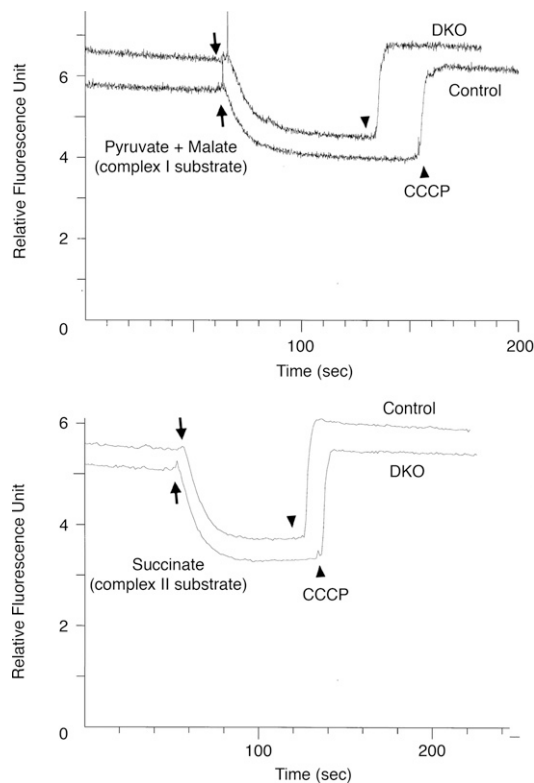 DKO
6
Control
Pyruvate + Malate
(complex I substrate)
4
CCCP
2
0
100
200
Time (sec)
Relative Fluorescence Unit
6
Control
DKO
4
Succinate
(complex II substrate)
CCCP
2
0
100
200
Time (sec)
Relative Fluorescence Unit